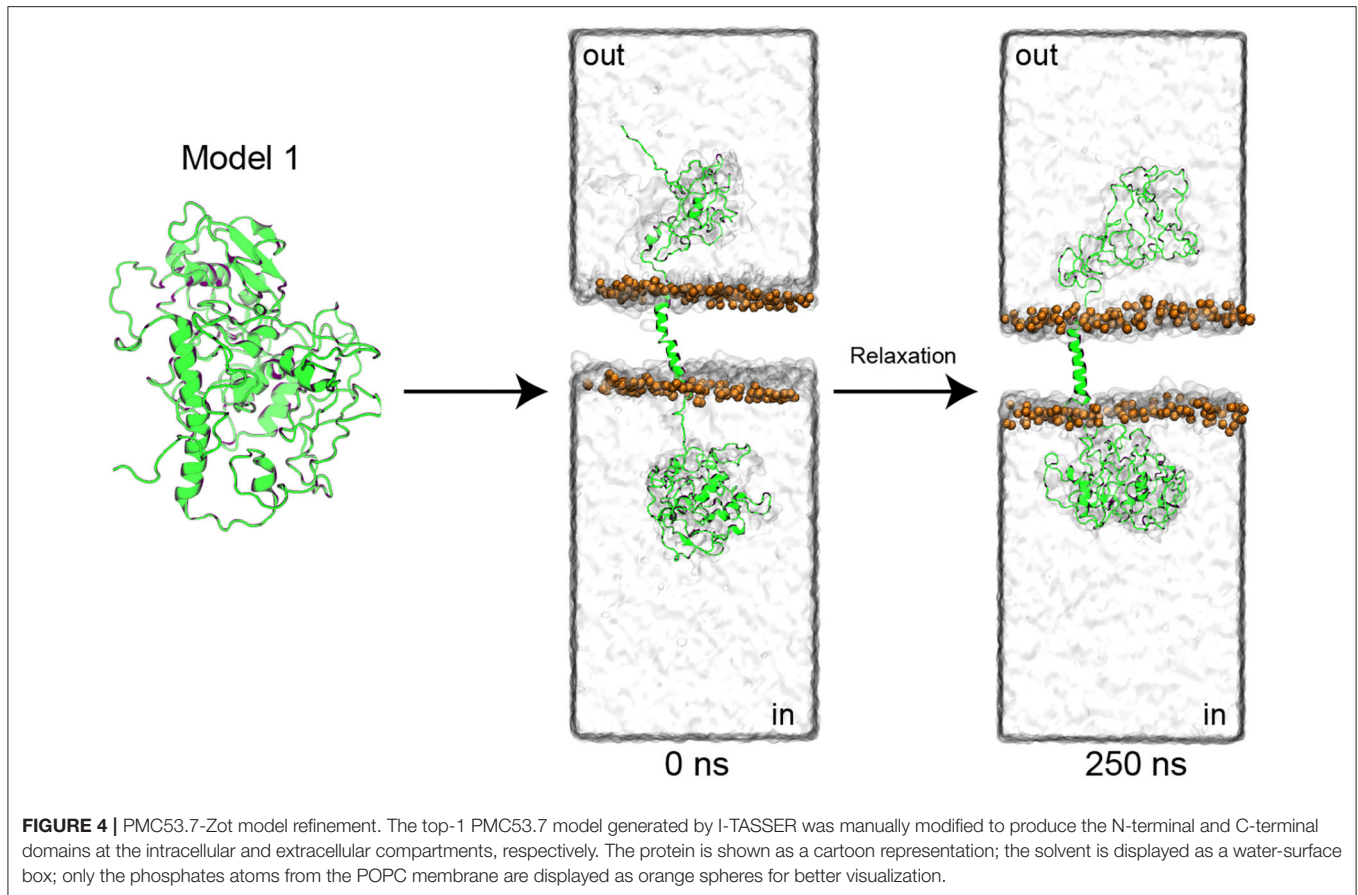 Model 1
out
in
0 ns
Relaxation
out
in
250 ns
FIGURE 4 | PMC53.7-Zot model refinement. The top-1 PMC53.7 model generated by I-TASSER was manually modified to produce the N-terminal and C-terminal
domains at the intracellular and extracellular compartments, respectively. The protein is shown as a cartoon representation; the solvent is displayed as a water-surface
box; only the phosphates atoms from the POPC membrane are displayed as orange spheres for better visualization.